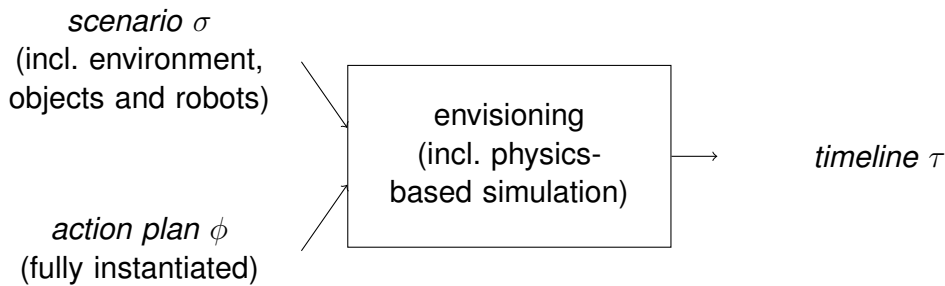 scenario σ
(incl. environment,
objects and robots)
action plan ϕ
(fully instantiated)
envisioning
(incl. physics-
based simulation)
timeline τ